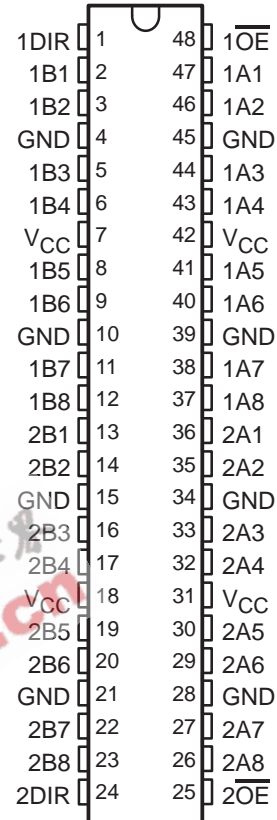 1DIR 1 48 1O̅E̅
1B1 2 47 1A1
1B2 3 46 1A2
GND 4 45 GND
1B3 5 44 1A3
1B4 6 43 1A4
VCC 7 42 VCC
1B5 8 41 1A5
1B6 9 40 1A6
GND 10 39 GND
1B7 11 38 1A7
1B8 12 37 1A8
2B1 13 36 2A1
2B2 14 35 2A2
GND 15 34 GND
2B3 16 33 2A3
2B4 17 32 2A4
VCC 18 31 VCC
2B5 19 30 2A5
2B6 20 29 2A6
GND 21 28 GND
2B7 22 27 2A7
2B8 23 26 2A8
2DIR 24 25 2O̅E̅